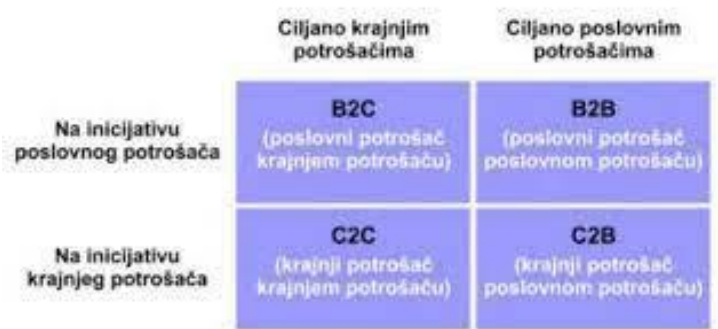 Ciljano krajnjim
potrošačima
Ciljano poslovnim
potrošačima
Na inicijativu
poslovnog potrošača
B2C
(poslovni potrošač
krajnjem potrošaču)
B2B
(poslovni potrošač
poslovnom potrošaču)
Na inicijativu
krajnjeg potrošača
C2C
(krajnji potrošač
krajnjem potrošaču)
C2B
(krajnji potrošač
poslovnom potrošaču)